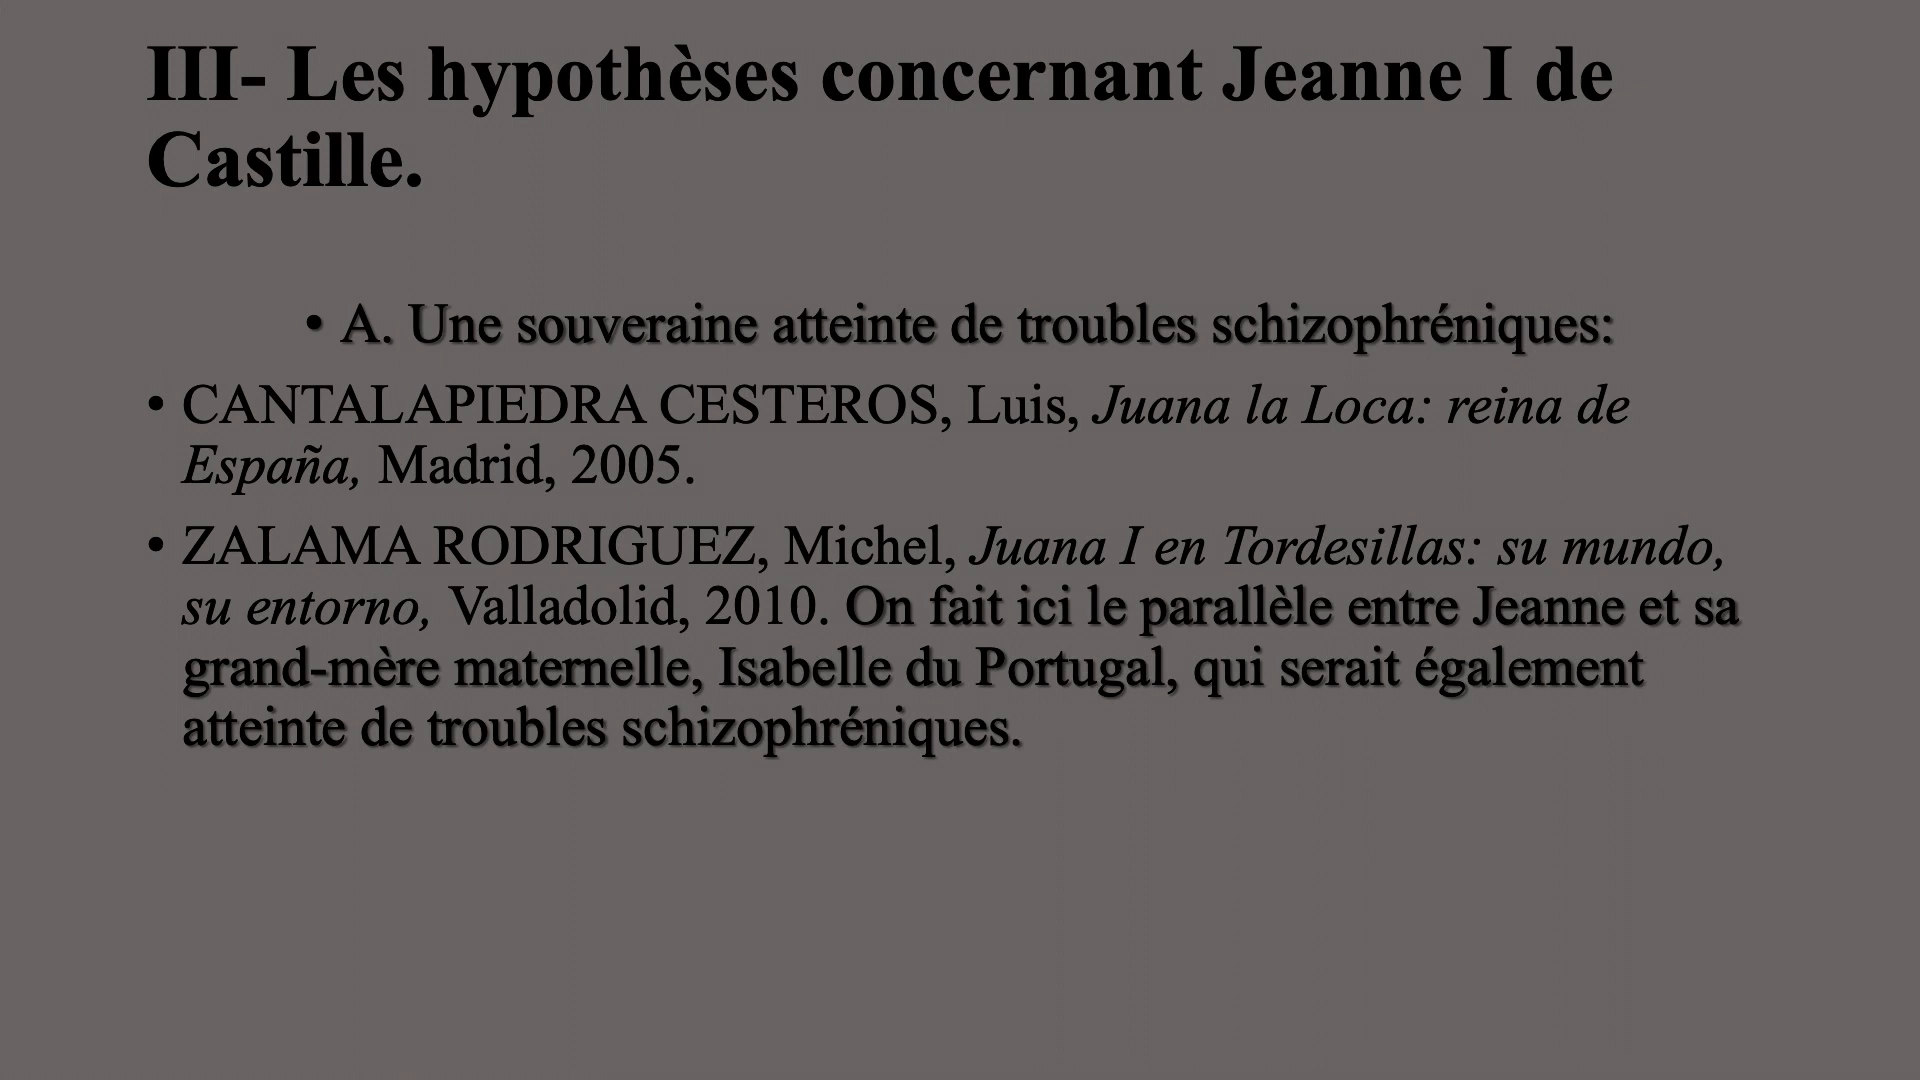 III- Les hypothèses concernant Jeanne I de
Castille.
• A. Une souveraine atteinte de troubles schizophréniques:
• CANTALAPIEDRA CESTEROS, Luis, Juana la Loca: reina de
España, Madrid, 2005.
• ZALAMA RODRIGUEZ, Michel, Juana I en Tordesillas: su mundo,
su entorno, Valladolid, 2010. On fait ici le parallèle entre Jeanne et sa
grand-mère maternelle, Isabelle du Portugal, qui serait également
atteinte de troubles schizophréniques.